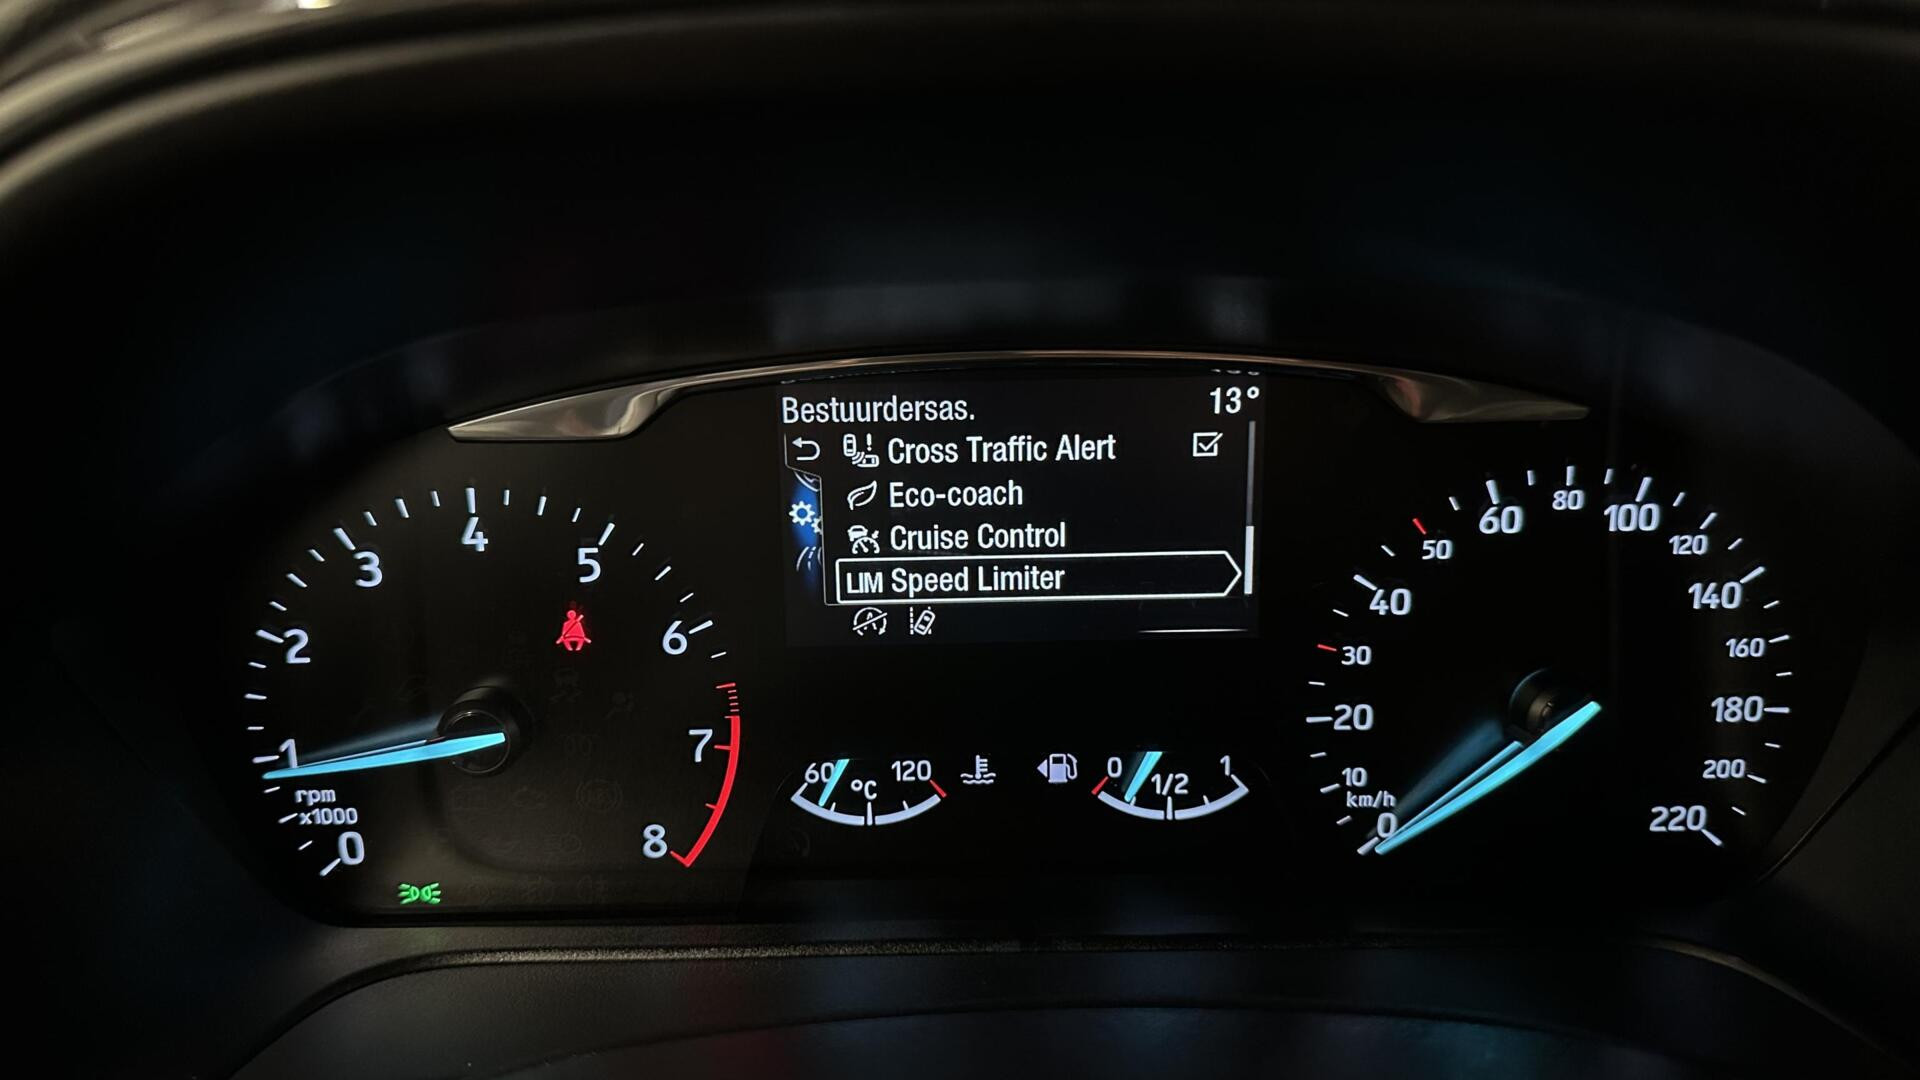 Bestuurdersas. 13°
Cross Traffic Alert
Eco-coach
Cruise Control
LIM Speed Limiter
0
1
2
3
4
5
6
7
8
rpm
x1000
60 °C 120
0 1/2 1
0
10
20
30
40
50
60
80
100
120
140
160
180
200
220
km/h